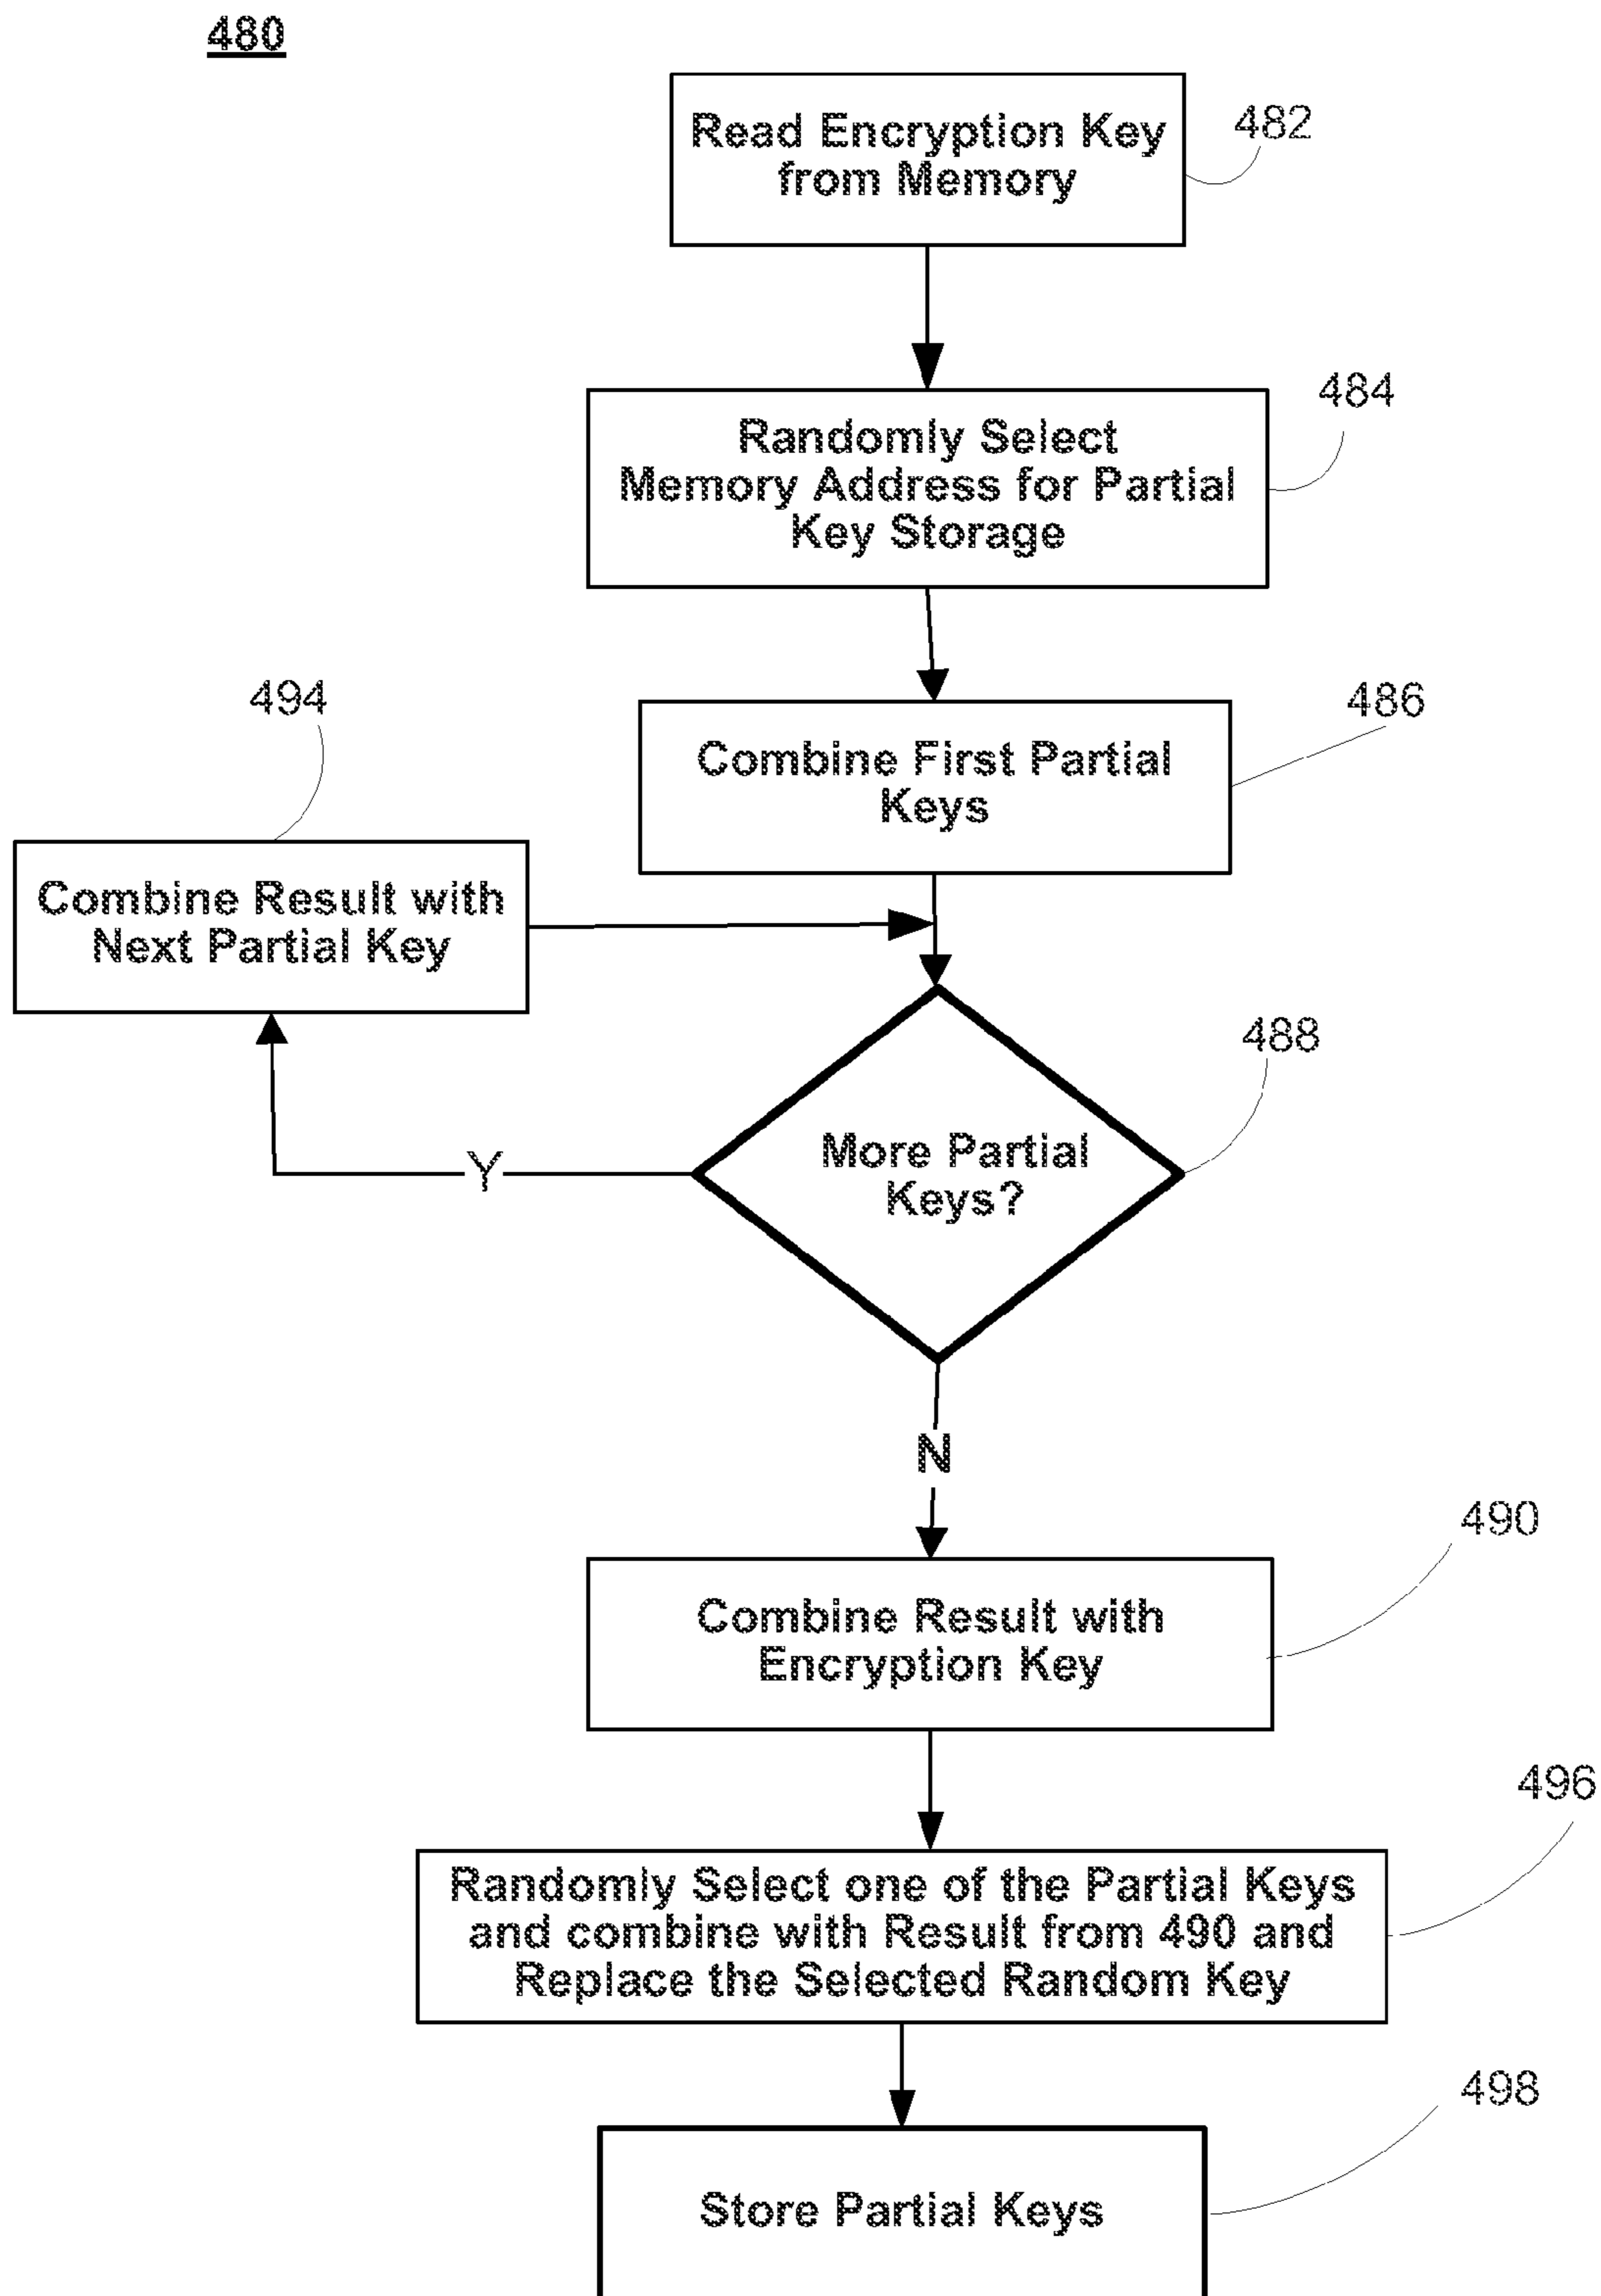 480
Read Encryption Key
from Memory
482
Randomly Select
Memory Address for Partial
Key Storage
484
Combine First Partial
Keys
486
494
Combine Result with
Next Partial Key
More Partial
Keys?
488
Y
N
Combine Result with
Encryption Key
490
Randomly Select one of the Partial Keys
and combine with Result from 490 and
Replace the Selected Random Key
496
Store Partial Keys
498